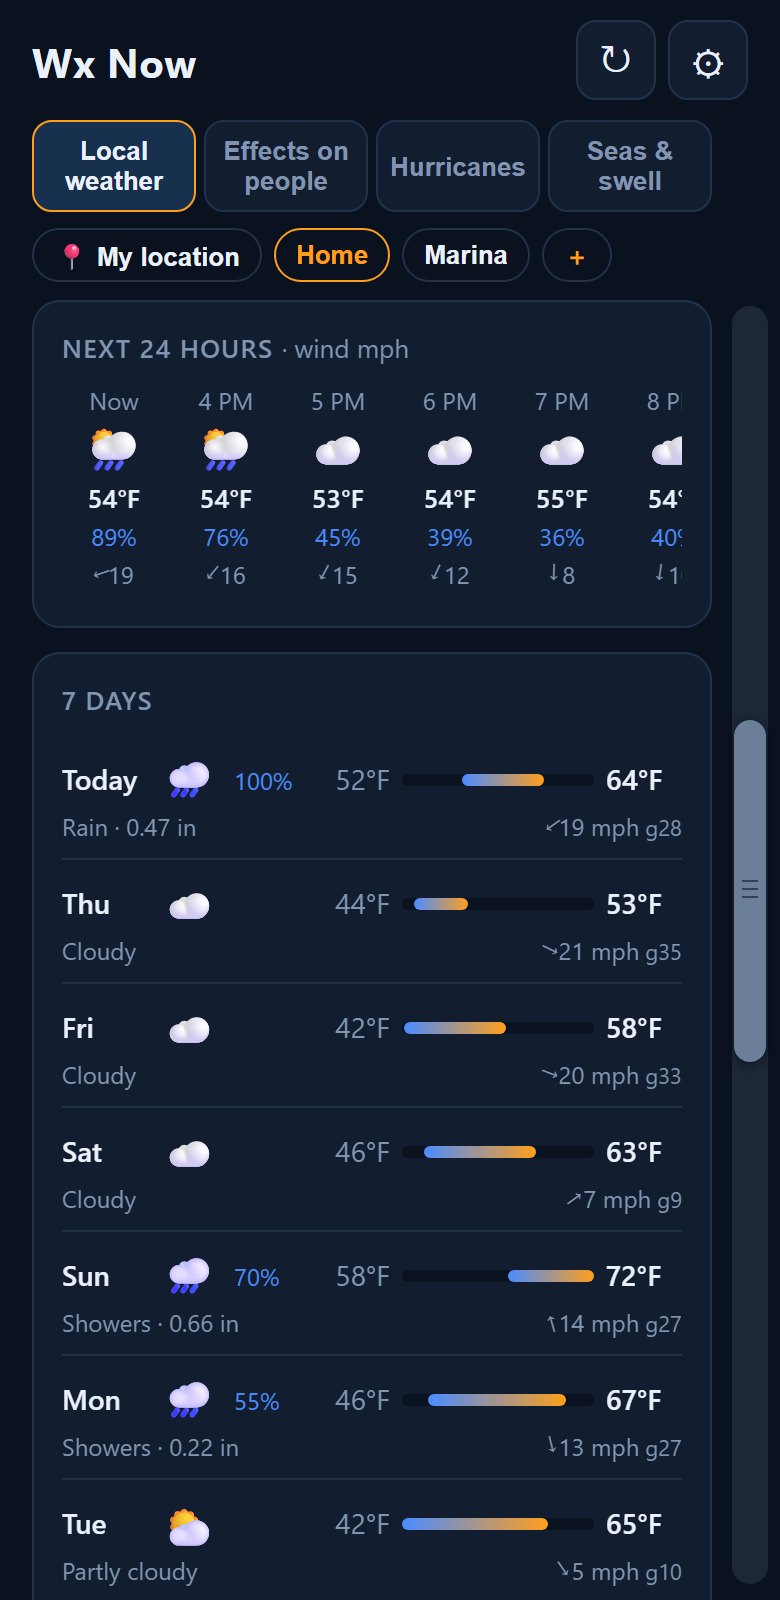 Wx Now
Local weather
Effects on people
Hurricanes
Seas & swell
My location
Home
Marina
+
NEXT 24 HOURS · wind mph
Now 4 PM 5 PM 6 PM 7 PM 8 P
54°F 54°F 53°F 54°F 55°F 54°
89% 76% 45% 39% 36% 40%
←19 ↙16 ↙15 ↙12 ↓8 ↓1
7 DAYS
Today 100% 52°F 64°F
Rain · 0.47 in ↙19 mph g28
Thu 44°F 53°F
Cloudy ↘21 mph g35
Fri 42°F 58°F
Cloudy ↘20 mph g33
Sat 46°F 63°F
Cloudy ↗7 mph g9
Sun 70% 58°F 72°F
Showers · 0.66 in ↑14 mph g27
Mon 55% 46°F 67°F
Showers · 0.22 in ↓13 mph g27
Tue 42°F 65°F
Partly cloudy ↘5 mph g10